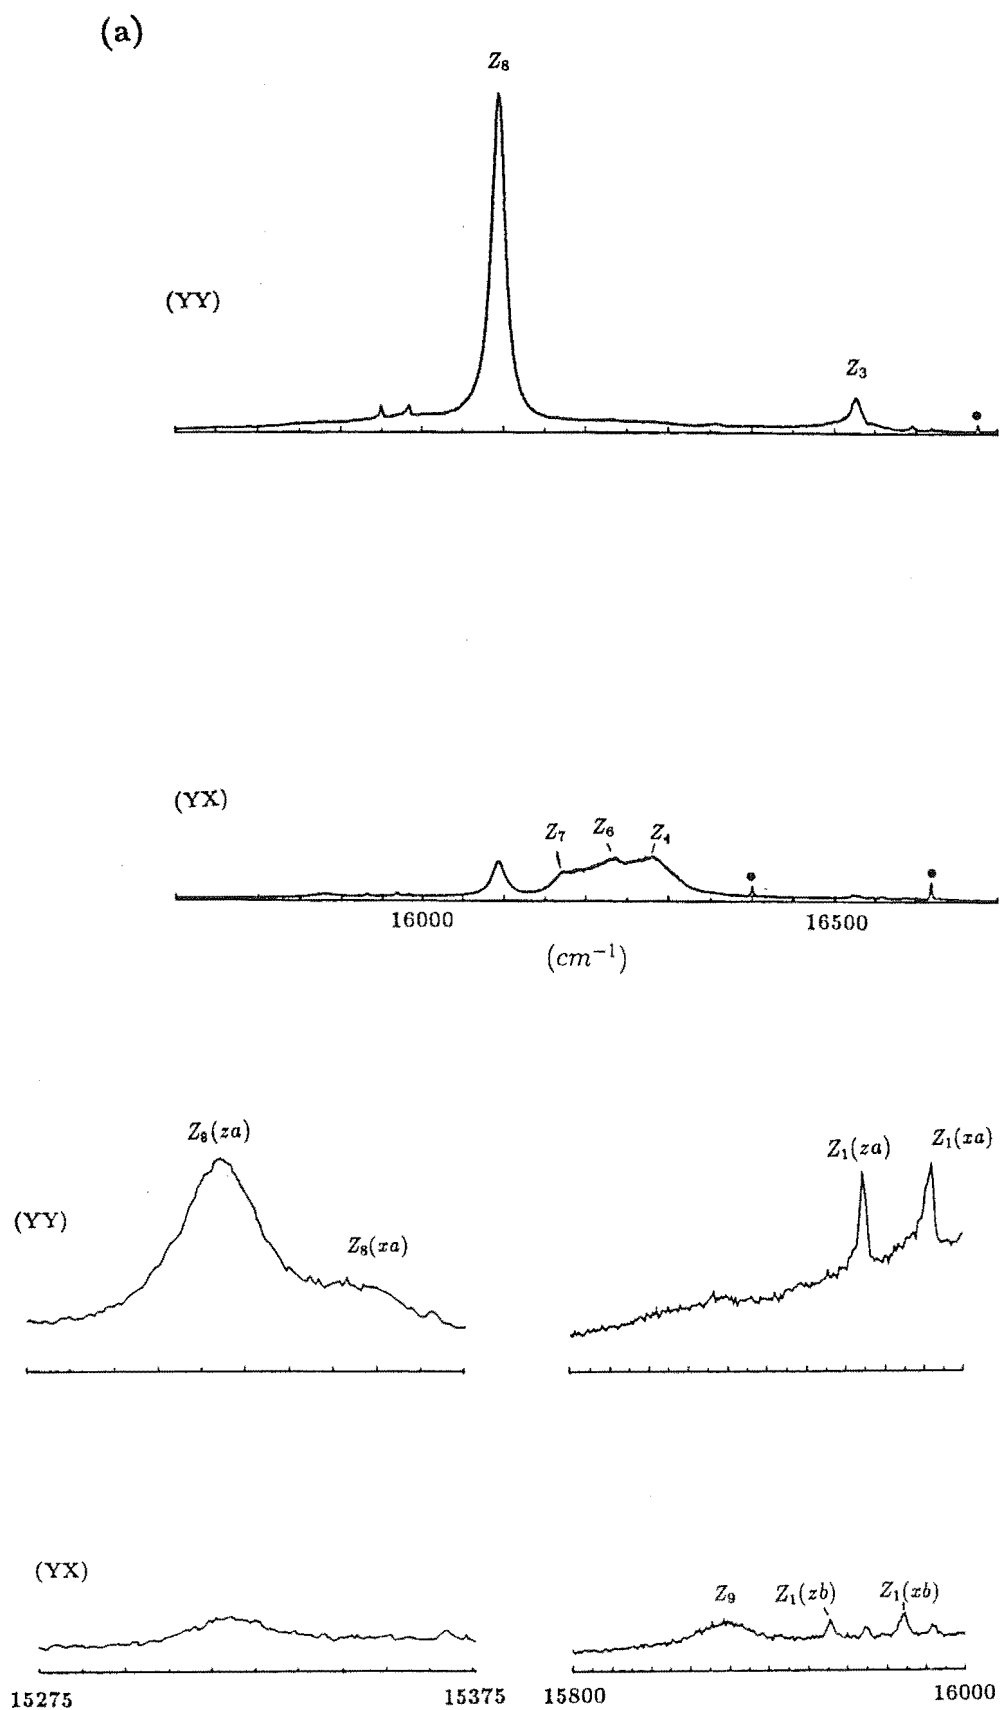 (a)
Z₈
(YY)
Z₃
(YX)
Z₇ Z₆ Z₄
16000 16500
(cm⁻¹)
Z₈(za)
Z₁(za) Z₁(xa)
(YY)
Z₈(xa)
(YX)
Z₉ Z₁(zb) Z₁(xb)
15275 15375 15800 16000